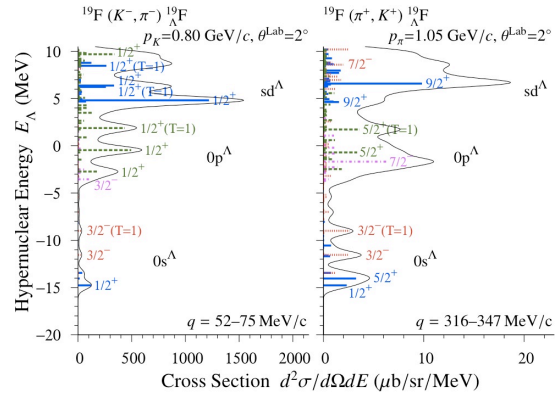 ¹⁹F (K⁻, π⁻) ¹⁹_ΛF
p_K=0.80 GeV/c, θ^Lab=2°
¹⁹F (π⁺, K⁺) ¹⁹_ΛF
p_π=1.05 GeV/c, θ^Lab=2°
Hypernuclear Energy E_Λ (MeV)
10
5
0
−5
−10
−15
−20
1/2⁺
1/2⁺(T=1)
1/2⁺
1/2⁺(T=1)
sd^Λ
1/2⁺
1/2⁺(T=1)
1/2⁺
0p^Λ
1/2⁺
3/2⁻
3/2⁻(T=1)
3/2⁻
0s^Λ
1/2⁺
q = 52–75 MeV/c
0
500
1000
1500
2000
7/2⁻
9/2⁺
sd^Λ
9/2⁺
5/2⁺(T=1)
5/2⁺
0p^Λ
7/2⁻
3/2⁻(T=1)
3/2⁻
0s^Λ
5/2⁺
1/2⁺
q = 316–347 MeV/c
0
10
20
Cross Section d²σ/dΩdE (μb/sr/MeV)